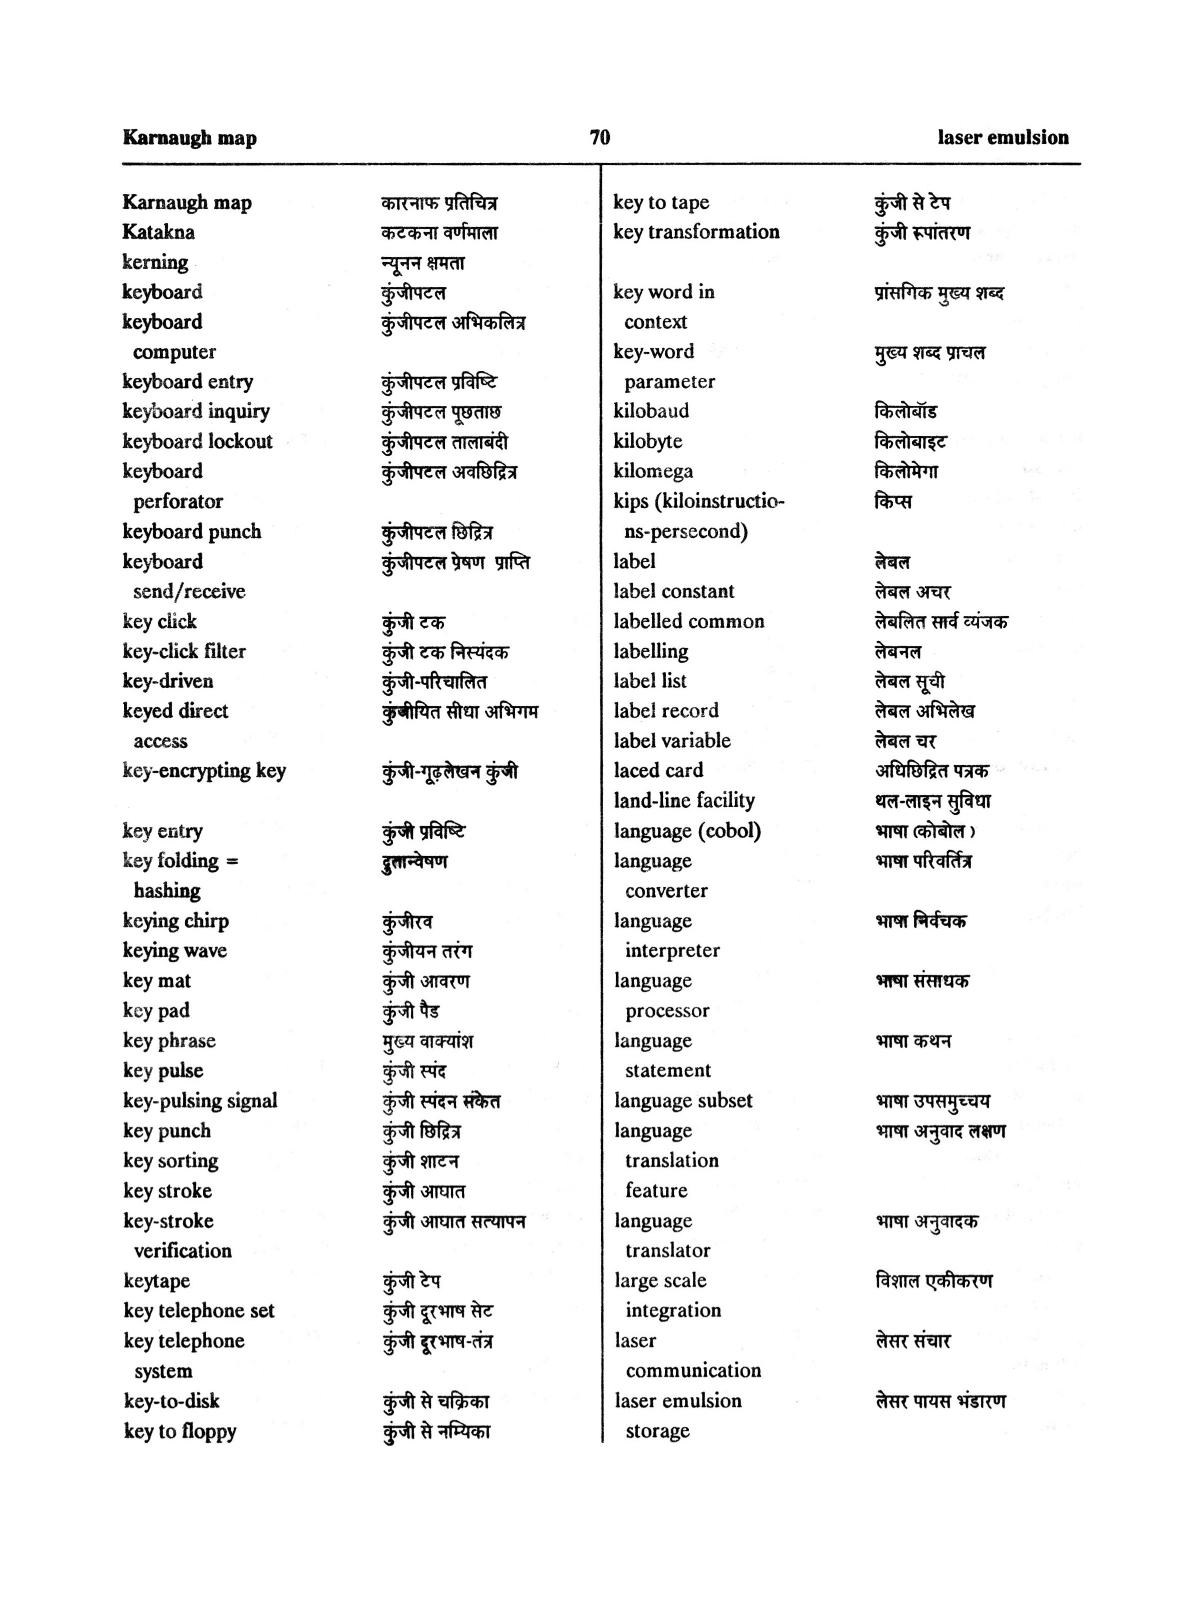 Karnaugh map 70 laser emulsion
Karnaugh map कारनाफ प्रतिचित्र
Katakna कटकना वर्णमाला
kerning न्यूनन क्षमता
keyboard कुंजीपटल
keyboard कुंजीपटल अभिकलित्र
computer
keyboard entry कुंजीपटल प्रविष्टि
keyboard inquiry कुंजीपटल पूछताछ
keyboard lockout कुंजीपटल तालाबंदी
keyboard कुंजीपटल अवछिद्रित्र
perforator
keyboard punch कुंजीपटल छिद्रित्र
keyboard कुंजीपटल प्रेषण प्राप्ति
send/receive
key click कुंजी टक
key-click filter कुंजी टक निस्यंदक
key-driven कुंजी-परिचालित
keyed direct कुंजीयित सीधा अभिगम
access
key-encrypting key कुंजी-गूढ़लेखन कुंजी
key entry कुंजी प्रविष्टि
key folding = द्रुतान्वेषण
hashing
keying chirp कुंजीरव
keying wave कुंजीयन तरंग
key mat कुंजी आवरण
key pad कुंजी पैड
key phrase मुख्य वाक्यांश
key pulse कुंजी स्पंद
key-pulsing signal कुंजी स्पंदन संकेत
key punch कुंजी छिद्रित्र
key sorting कुंजी शाटन
key stroke कुंजी आघात
key-stroke कुंजी आघात सत्यापन
verification
keytape कुंजी टेप
key telephone set कुंजी दूरभाष सेट
key telephone कुंजी दूरभाष-तंत्र
system
key-to-disk कुंजी से चक्रिका
key to floppy कुंजी से नम्यिका
key to tape कुंजी से टेप
key transformation कुंजी रूपांतरण
key word in प्रांसगिक मुख्य शब्द
context
key-word मुख्य शब्द प्राचल
parameter
kilobaud किलोबॉड
kilobyte किलोबाइट
kilomega किलोमेगा
kips (kiloinstructio- किप्स
ns-persecond)
label लेबल
label constant लेबल अचर
labelled common लेबलित सार्व व्यंजक
labelling लेबनल
label list लेबल सूची
label record लेबल अभिलेख
label variable लेबल चर
laced card अधिछिद्रित पत्रक
land-line facility थल-लाइन सुविधा
language (cobol) भाषा (कोबोल)
language भाषा परिवर्तित्र
converter
language भाषा निर्वचक
interpreter
language भाषा संसाधक
processor
language भाषा कथन
statement
language subset भाषा उपसमुच्चय
language भाषा अनुवाद लक्षण
translation
feature
language भाषा अनुवादक
translator
large scale विशाल एकीकरण
integration
laser लेसर संचार
communication
laser emulsion लेसर पायस भंडारण
storage